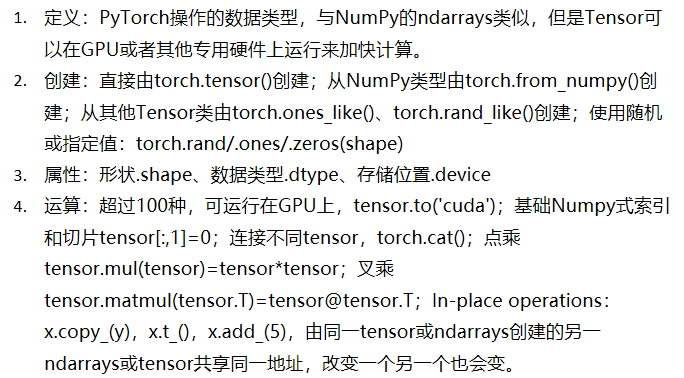 1. 定义：PyTorch操作的数据类型，与NumPy的ndarrays类似，但是Tensor可
以在GPU或者其他专用硬件上运行来加快计算。
2. 创建：直接由torch.tensor()创建；从NumPy类型由torch.from_numpy()创
建；从其他Tensor类由torch.ones_like()、torch.rand_like()创建；使用随机
或指定值：torch.rand/.ones/.zeros(shape)
3. 属性：形状.shape、数据类型.dtype、存储位置.device
4. 运算：超过100种，可运行在GPU上，tensor.to('cuda')；基础Numpy式索引
和切片tensor[:,1]=0；连接不同tensor，torch.cat()；点乘
tensor.mul(tensor)=tensor*tensor；叉乘
tensor.matmul(tensor.T)=tensor@tensor.T；In-place operations：
x.copy_(y)，x.t_()，x.add_(5)，由同一tensor或ndarrays创建的另一
ndarrays或tensor共享同一地址，改变一个另一个也会变。